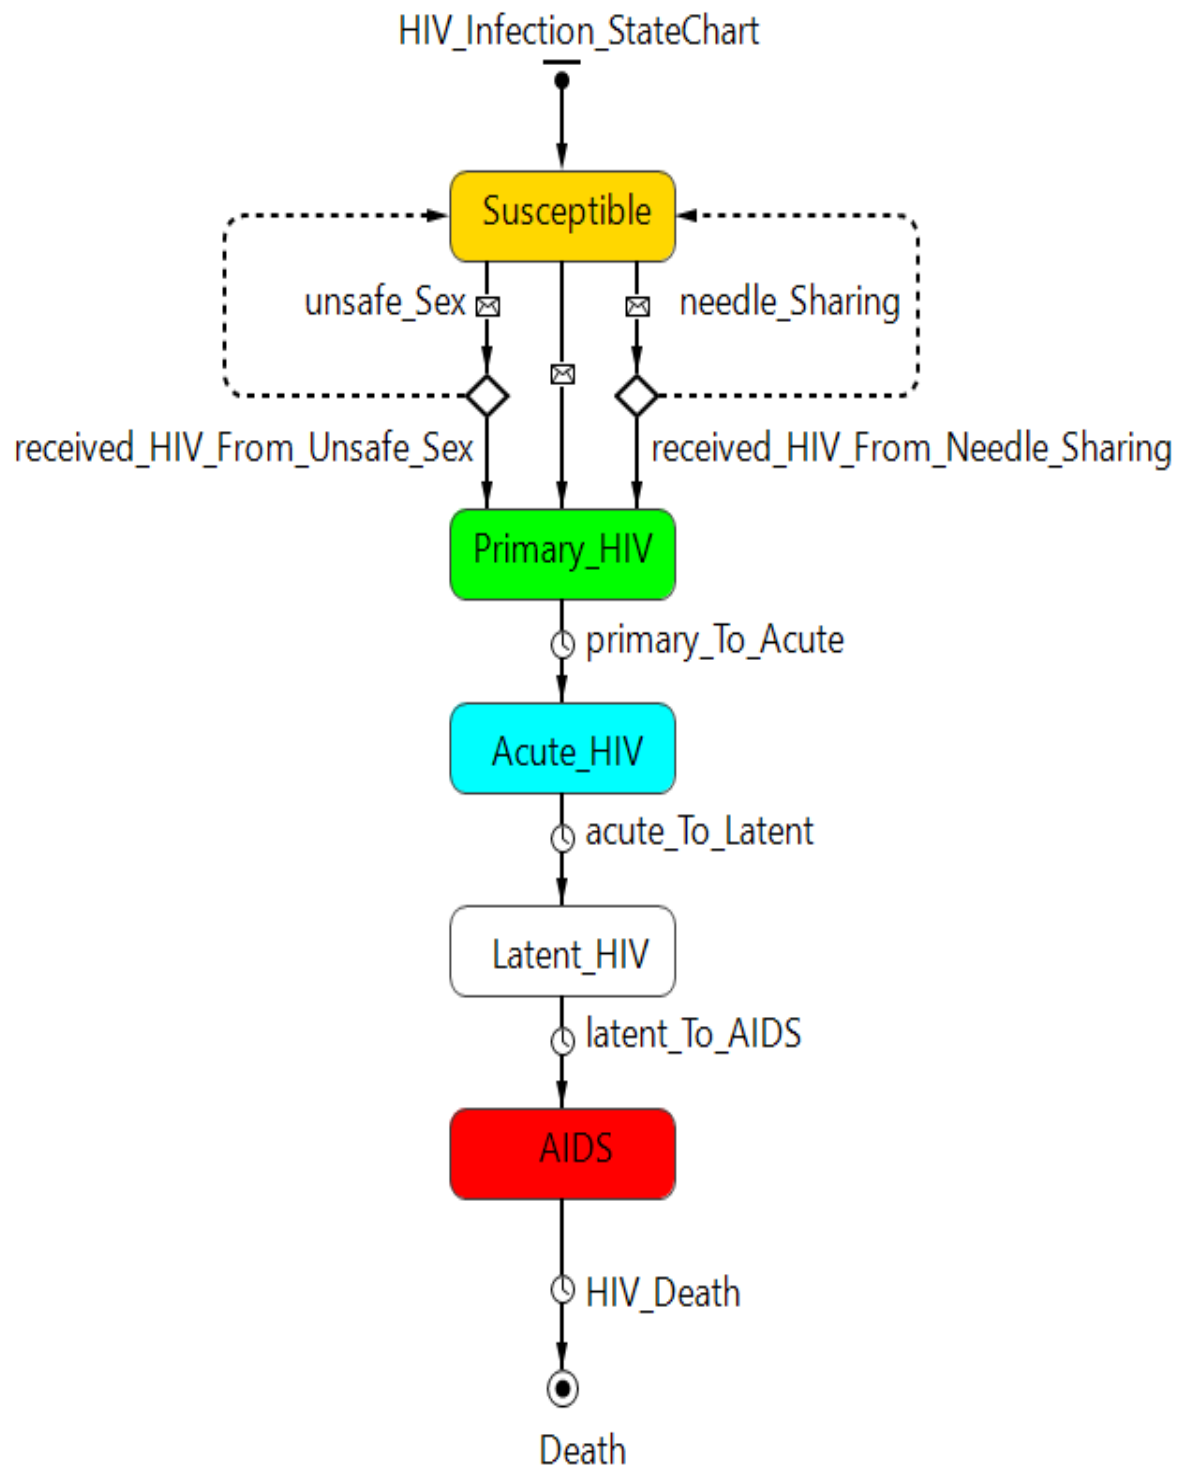 HIV_Infection_StateChart
Susceptible
unsafe_Sex
needle_Sharing
received_HIV_From_Unsafe_Sex
received_HIV_From_Needle_Sharing
Primary_HIV
primary_To_Acute
Acute_HIV
acute_To_Latent
Latent_HIV
latent_To_AIDS
AIDS
HIV_Death
Death